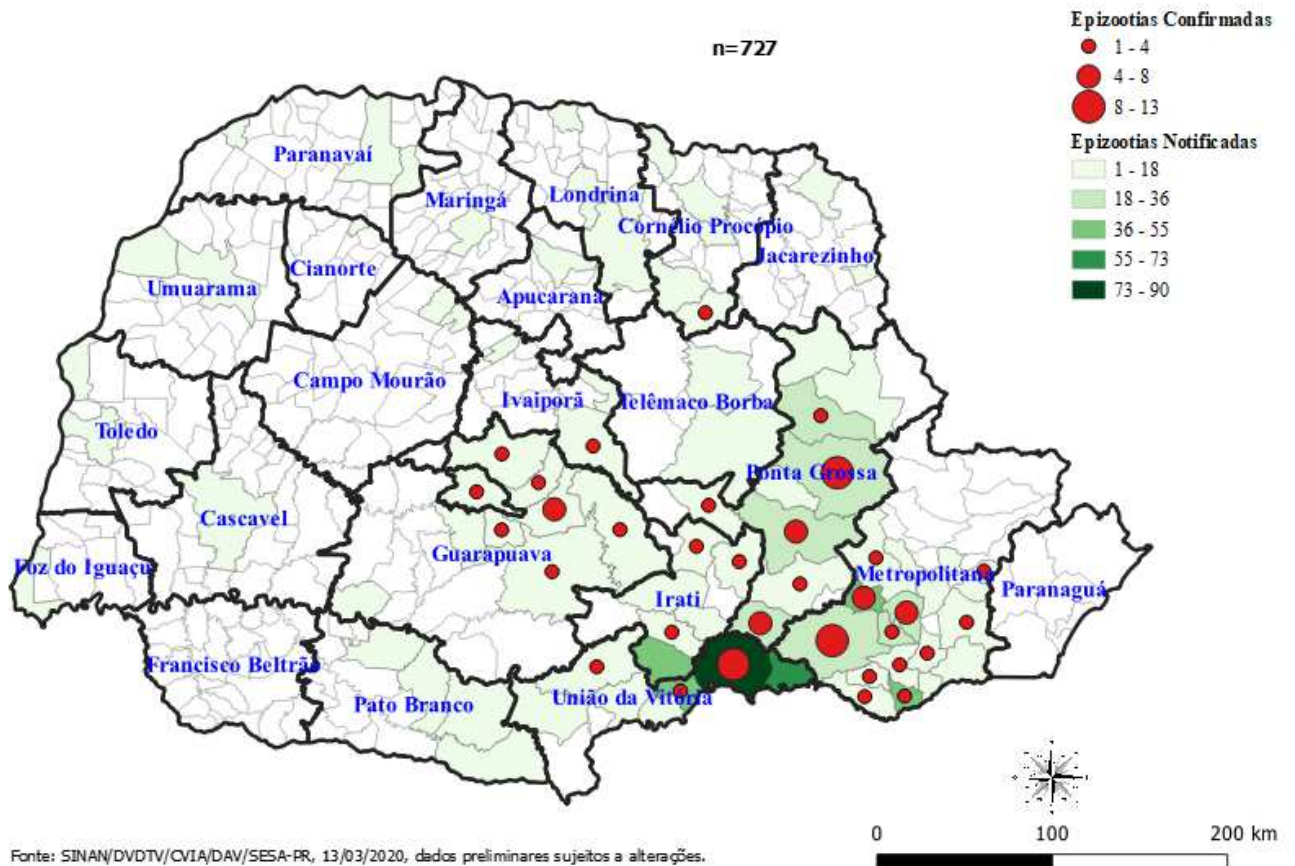 Epizootias Confirmadas
1 - 4
4 - 8
8 - 13
Epizootias Notificadas
1 - 18
18 - 36
36 - 55
55 - 73
73 - 90
n=727
Paranavaí
Maringá
Londrina
Cornélio Procópio
Jacarezinho
Cianorte
Umuarama
Apucarana
Campo Mourão
Ivaiporã
Telêmaco Borba
Toledo
Ponta Grossa
Cascavel
Guarapuava
Foz do Iguaçu
Metropolitana
Paranaguá
Irati
Francisco Beltrão
Pato Branco
União da Vitória
0 100 200 km
Fonte: SINAN/DVDTV/CVIA/DAV/SESA-PR, 13/03/2020, dados preliminares sujeitos a alterações.